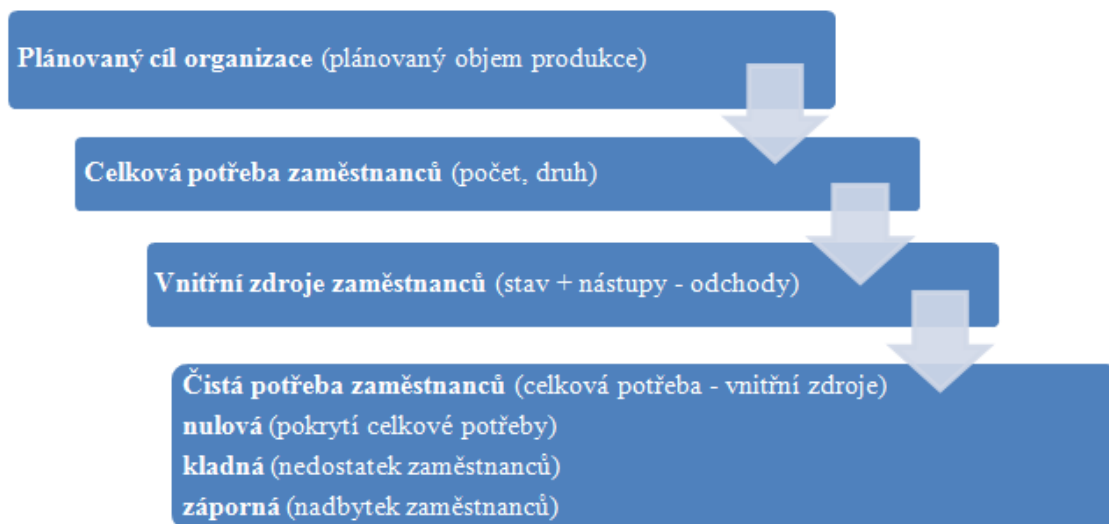 Plánovaný cíl organizace (plánovaný objem produkce)
Celková potřeba zaměstnanců (počet, druh)
Vnitřní zdroje zaměstnanců (stav + nástupy - odchody)
Čistá potřeba zaměstnanců (celková potřeba - vnitřní zdroje)
nulová (pokrytí celkové potřeby)
kladná (nedostatek zaměstnanců)
záporná (nadbytek zaměstnanců)